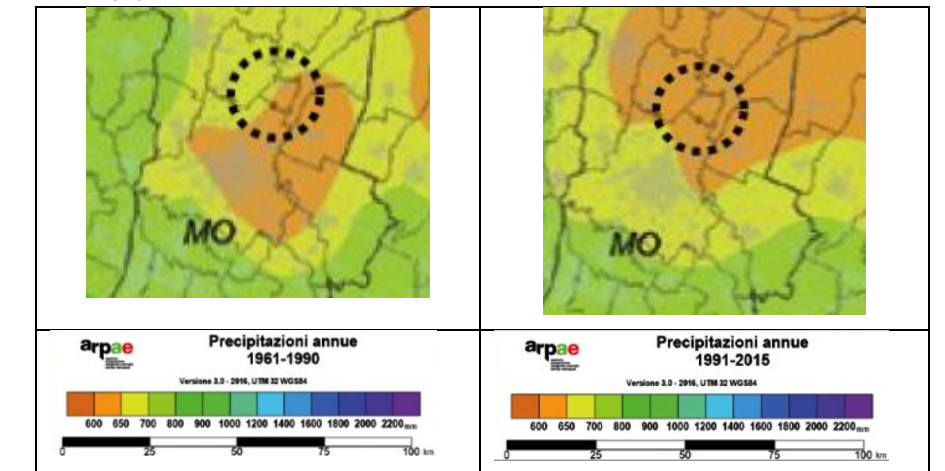 MO
MO
arpae
Precipitazioni annue
1961-1990
Versione 3.0 - 2016, UTM 32 WGS84
600 650 700 800 900 1000 1200 1400 1600 1800 2000 2200 mm
0 25 50 75 100 km
arpae
Precipitazioni annue
1991-2015
Versione 3.0 - 2016, UTM 32 WGS84
600 650 700 800 900 1000 1200 1400 1600 1800 2000 2200 mm
0 25 50 75 100 km